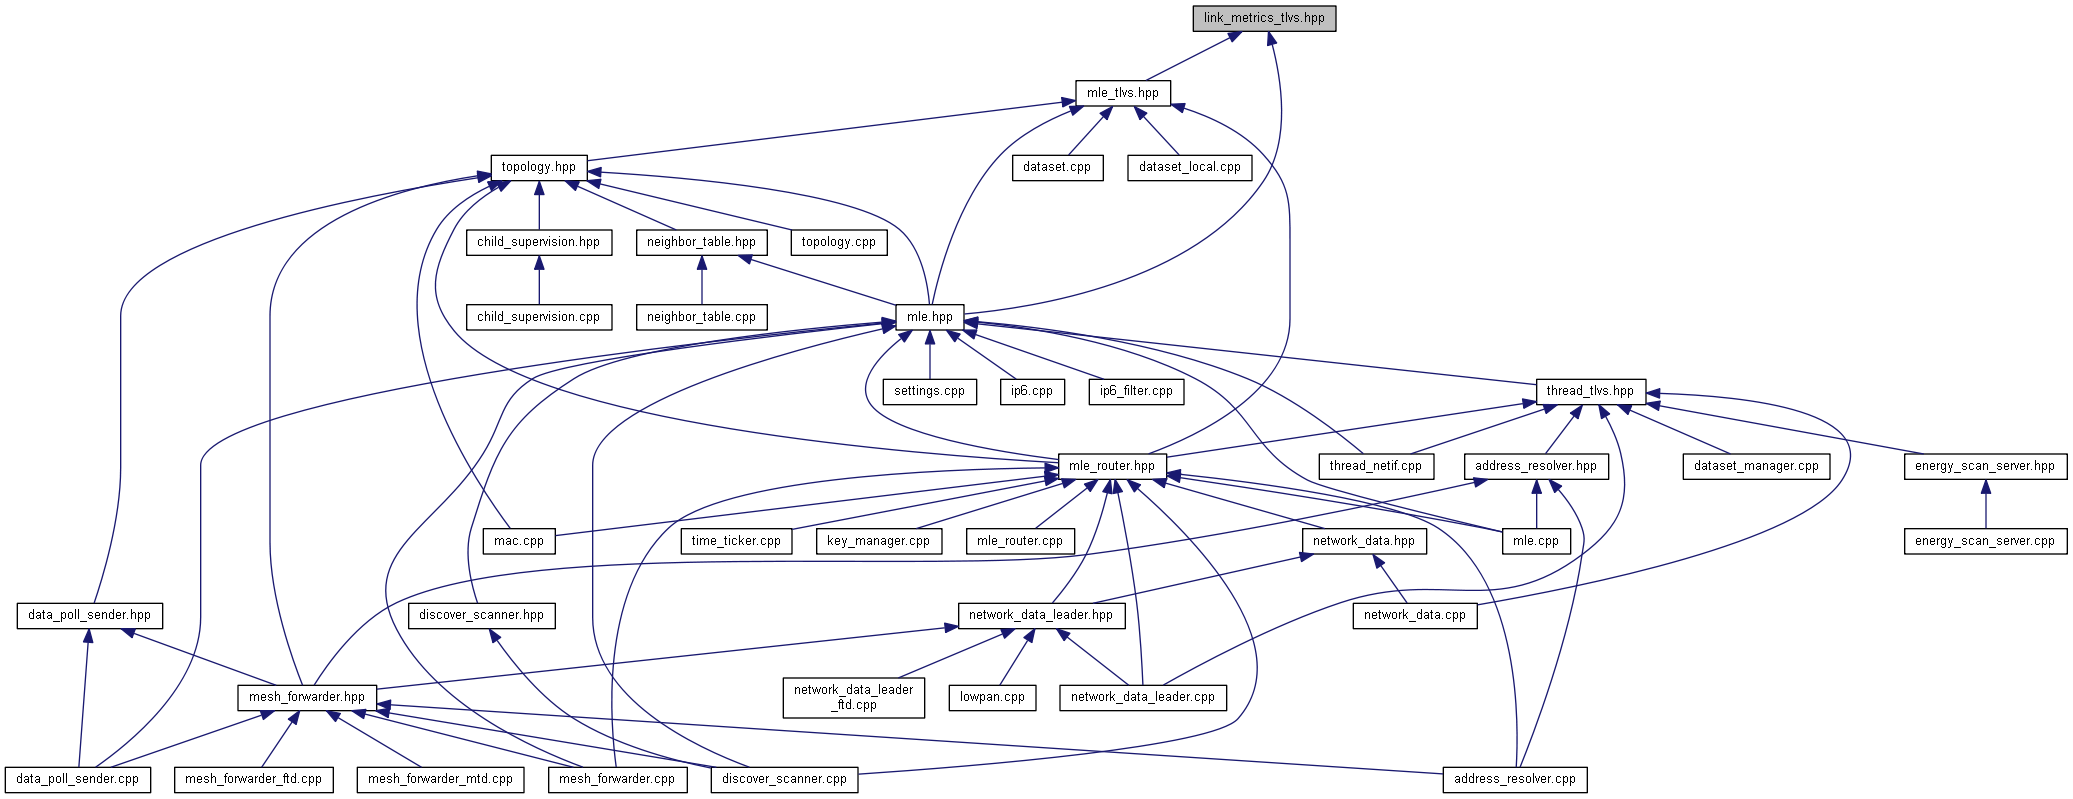 link_metrics_tlvs.hpp
mle_tlvs.hpp
topology.hpp
dataset.cpp
dataset_local.cpp
child_supervision.hpp
neighbor_table.hpp
topology.cpp
child_supervision.cpp
neighbor_table.cpp
mle.hpp
settings.cpp
ip6.cpp
ip6_filter.cpp
thread_tlvs.hpp
mle_router.hpp
thread_netif.cpp
address_resolver.hpp
dataset_manager.cpp
energy_scan_server.hpp
mac.cpp
time_ticker.cpp
key_manager.cpp
mle_router.cpp
network_data.hpp
mle.cpp
energy_scan_server.cpp
data_poll_sender.hpp
discover_scanner.hpp
network_data_leader.hpp
network_data.cpp
mesh_forwarder.hpp
network_data_leader
_ftd.cpp
lowpan.cpp
network_data_leader.cpp
data_poll_sender.cpp
mesh_forwarder_ftd.cpp
mesh_forwarder_mtd.cpp
mesh_forwarder.cpp
discover_scanner.cpp
address_resolver.cpp